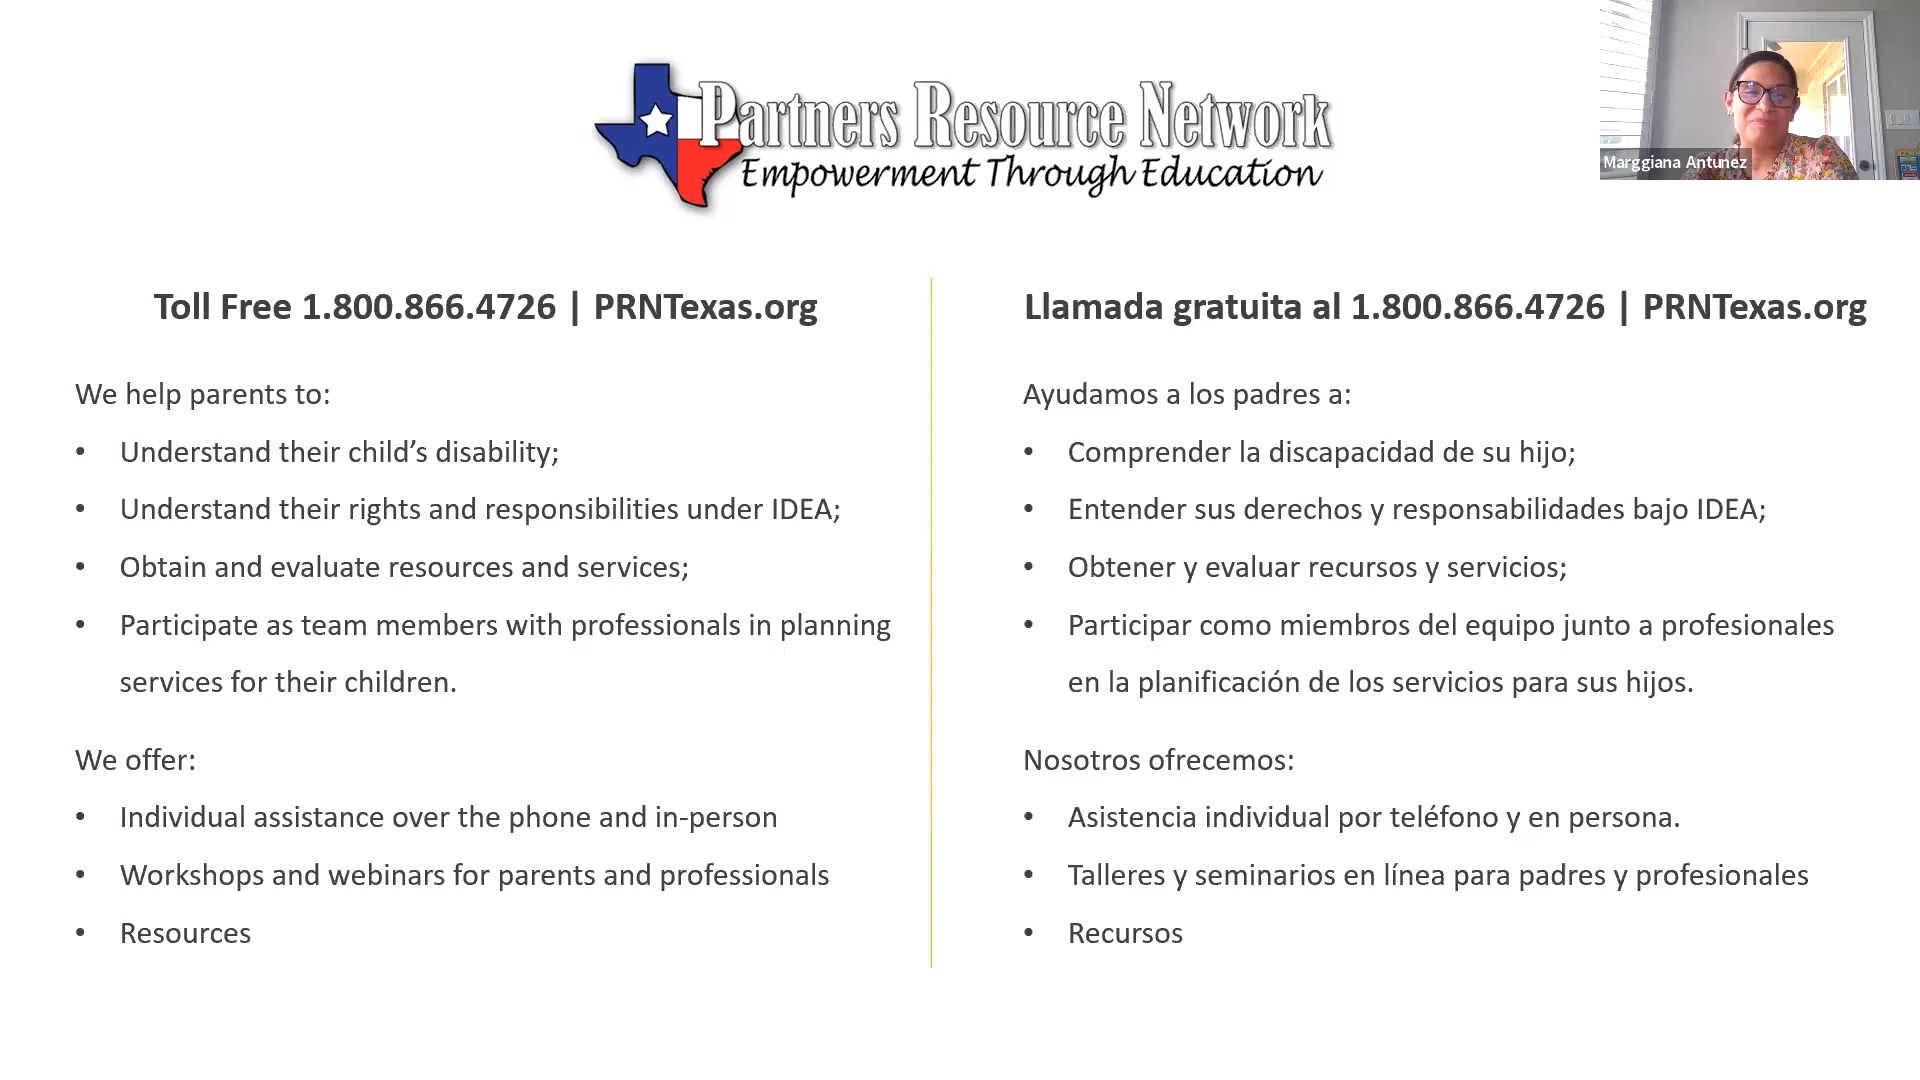 Partners Resource Network
Empowerment Through Education
Marggiana Antunez
Toll Free 1.800.866.4726 | PRNTexas.org
We help parents to:
• Understand their child’s disability;
• Understand their rights and responsibilities under IDEA;
• Obtain and evaluate resources and services;
• Participate as team members with professionals in planning
services for their children.
We offer:
• Individual assistance over the phone and in-person
• Workshops and webinars for parents and professionals
• Resources
Llamada gratuita al 1.800.866.4726 | PRNTexas.org
Ayudamos a los padres a:
• Comprender la discapacidad de su hijo;
• Entender sus derechos y responsabilidades bajo IDEA;
• Obtener y evaluar recursos y servicios;
• Participar como miembros del equipo junto a profesionales
en la planificación de los servicios para sus hijos.
Nosotros ofrecemos:
• Asistencia individual por teléfono y en persona.
• Talleres y seminarios en línea para padres y profesionales
• Recursos